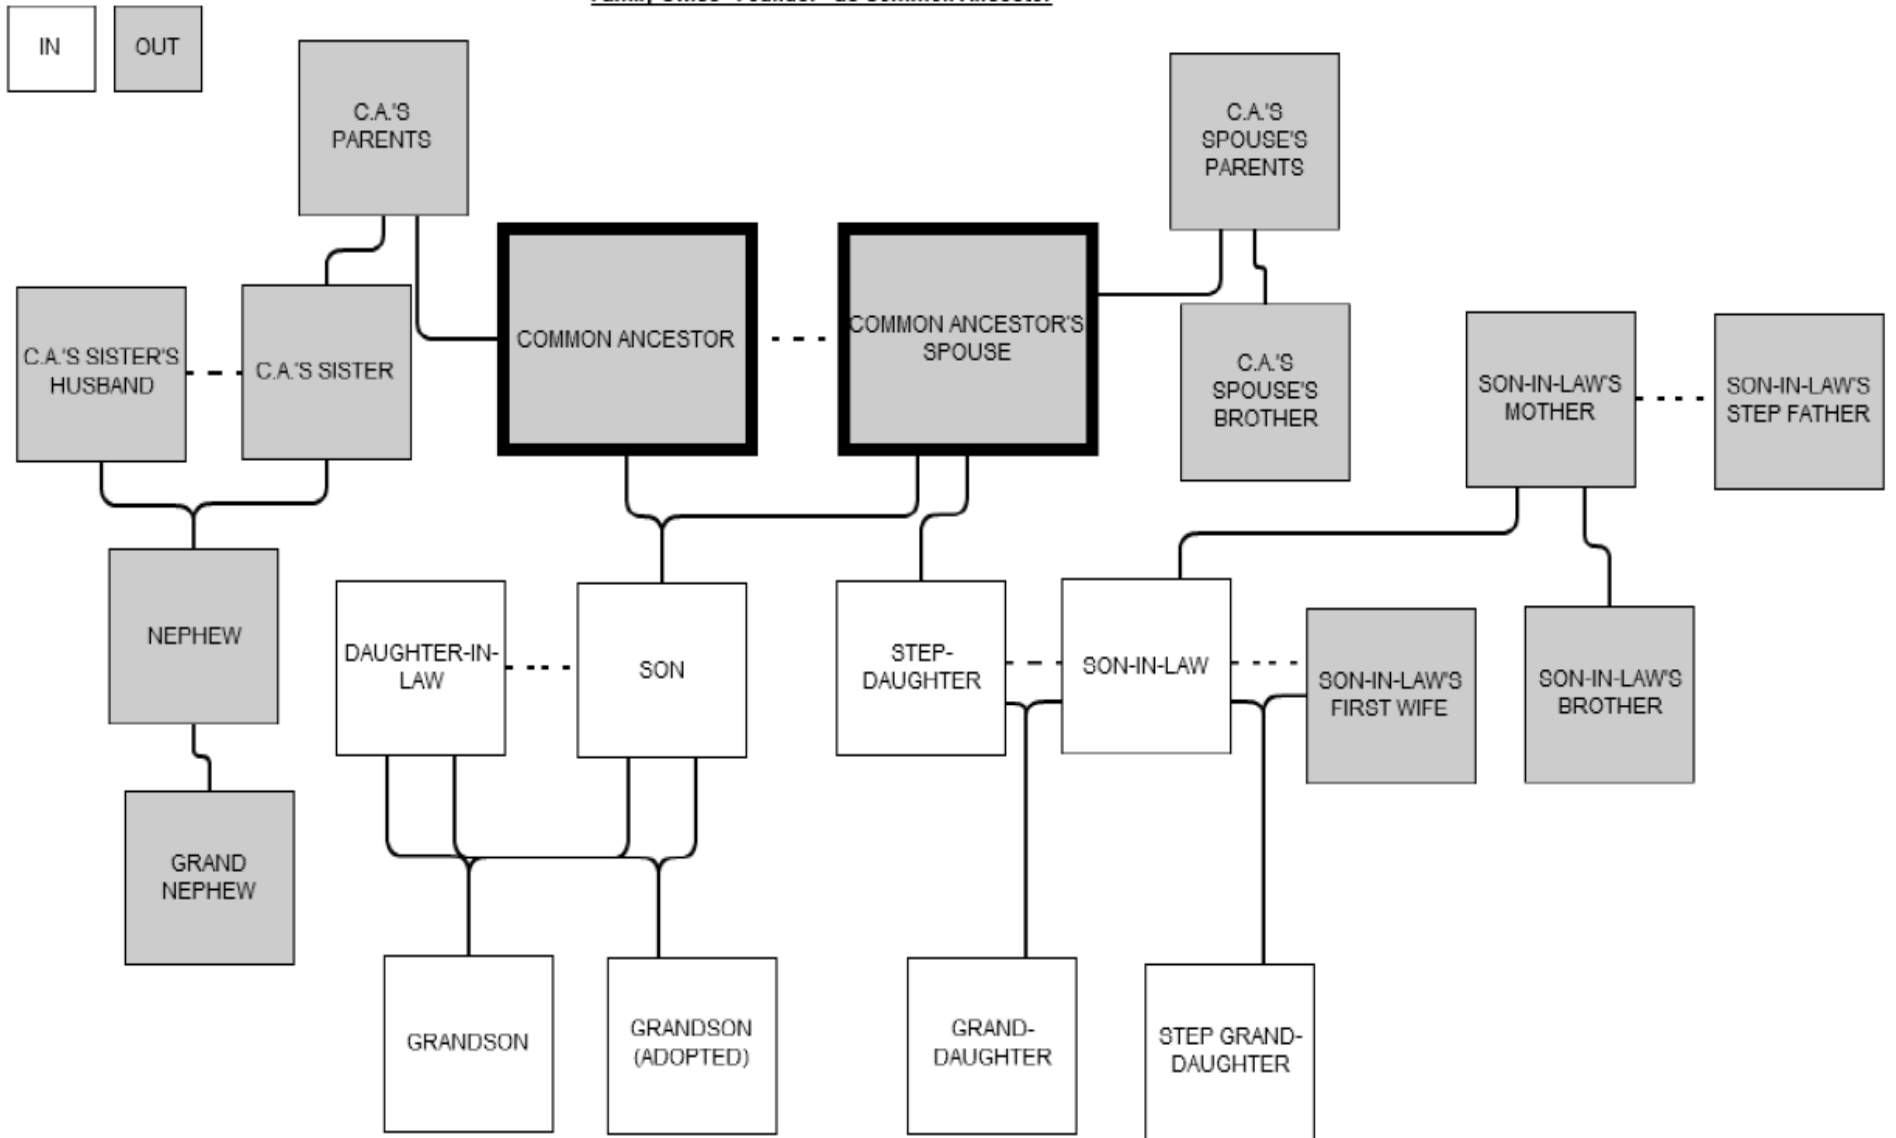 IN
OUT
C.A.'S
PARENTS
C.A.'S
SPOUSE'S
PARENTS
C.A.'S SISTER'S
HUSBAND
C.A.'S SISTER
COMMON ANCESTOR
COMMON ANCESTOR'S
SPOUSE
C.A.'S
SPOUSE'S
BROTHER
SON-IN-LAW'S
MOTHER
SON-IN-LAW'S
STEP FATHER
NEPHEW
DAUGHTER-IN-
LAW
SON
STEP-
DAUGHTER
SON-IN-LAW
SON-IN-LAW'S
FIRST WIFE
SON-IN-LAW'S
BROTHER
GRAND
NEPHEW
GRANDSON
GRANDSON
(ADOPTED)
GRAND-
DAUGHTER
STEP GRAND-
DAUGHTER